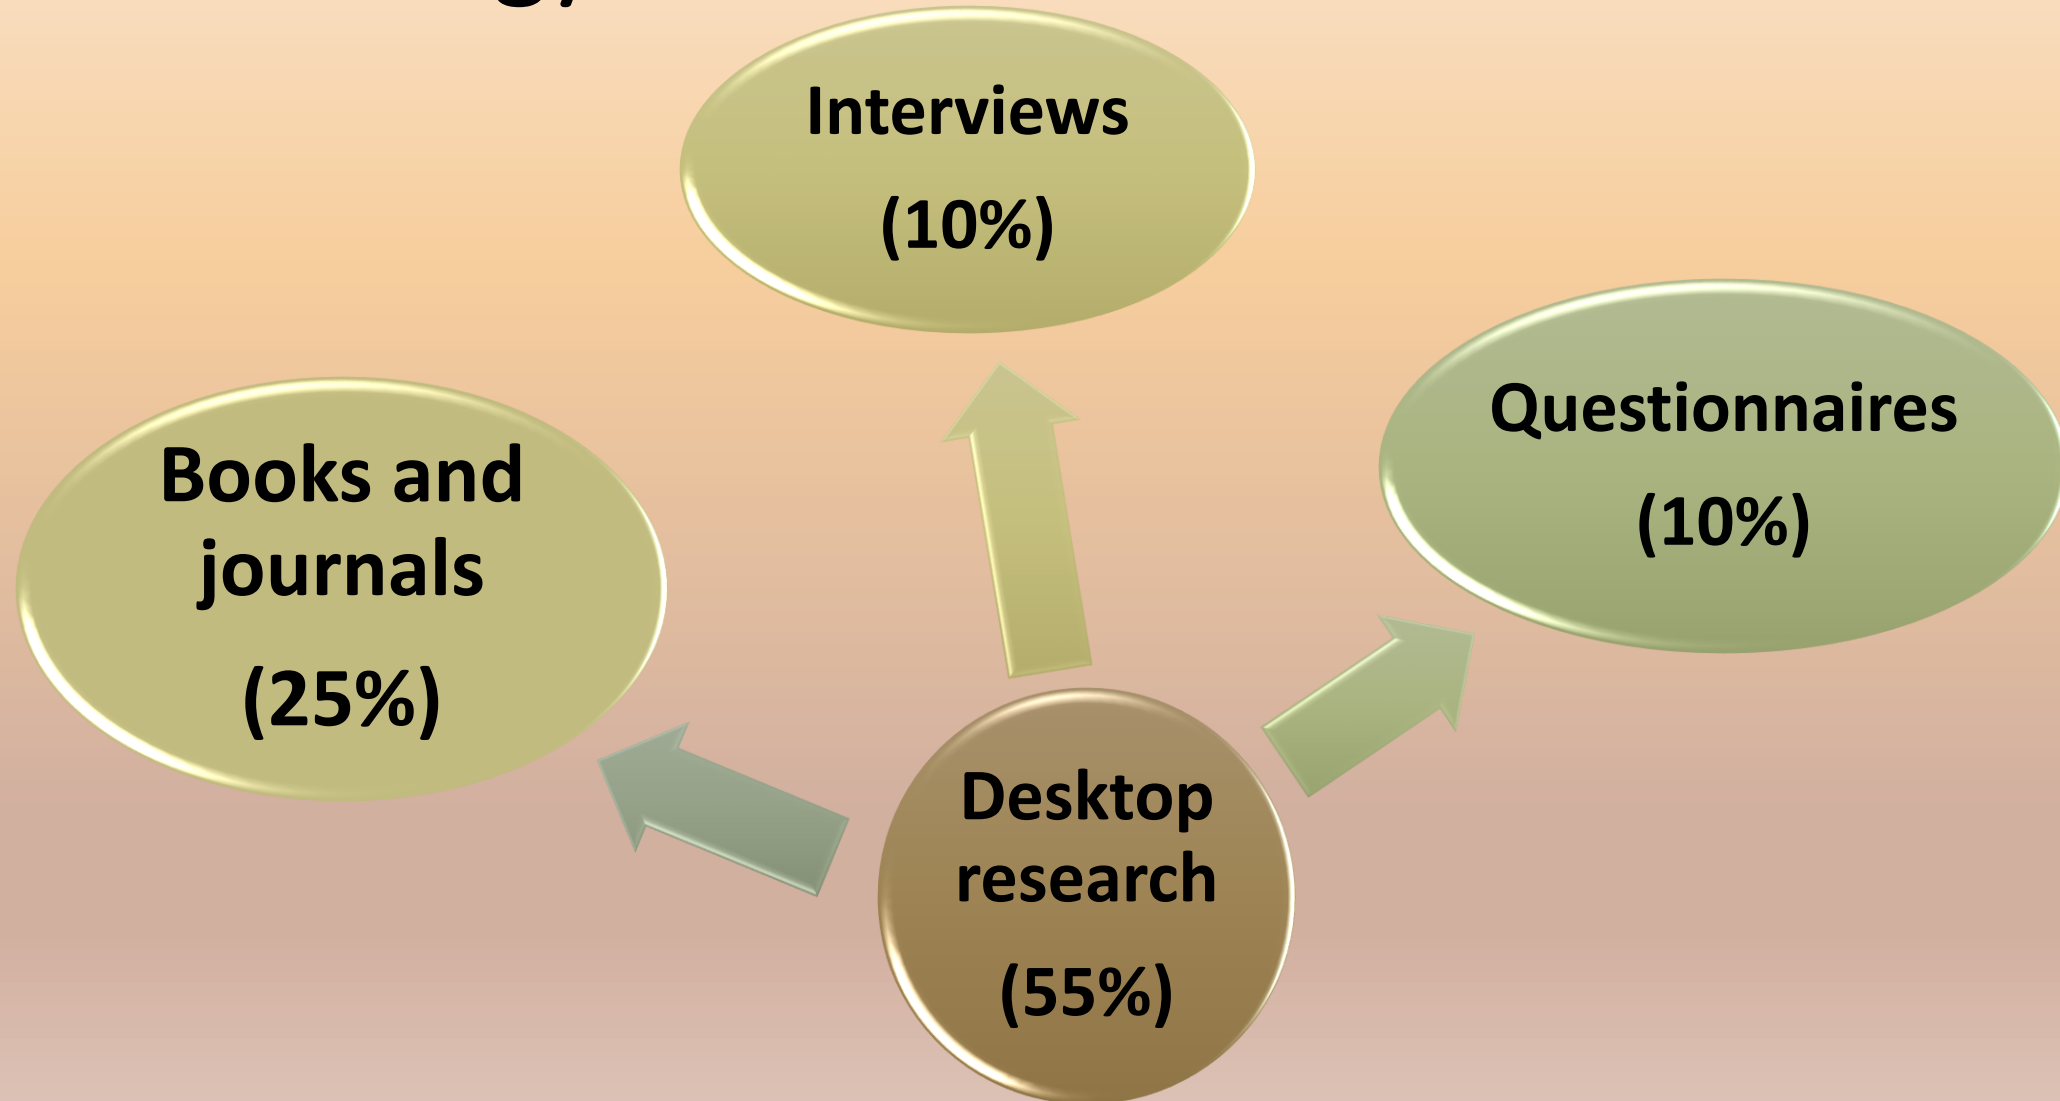 Interviews
(10%)
Questionnaires
(10%)
Books and
journals
(25%)
Desktop
research
(55%)